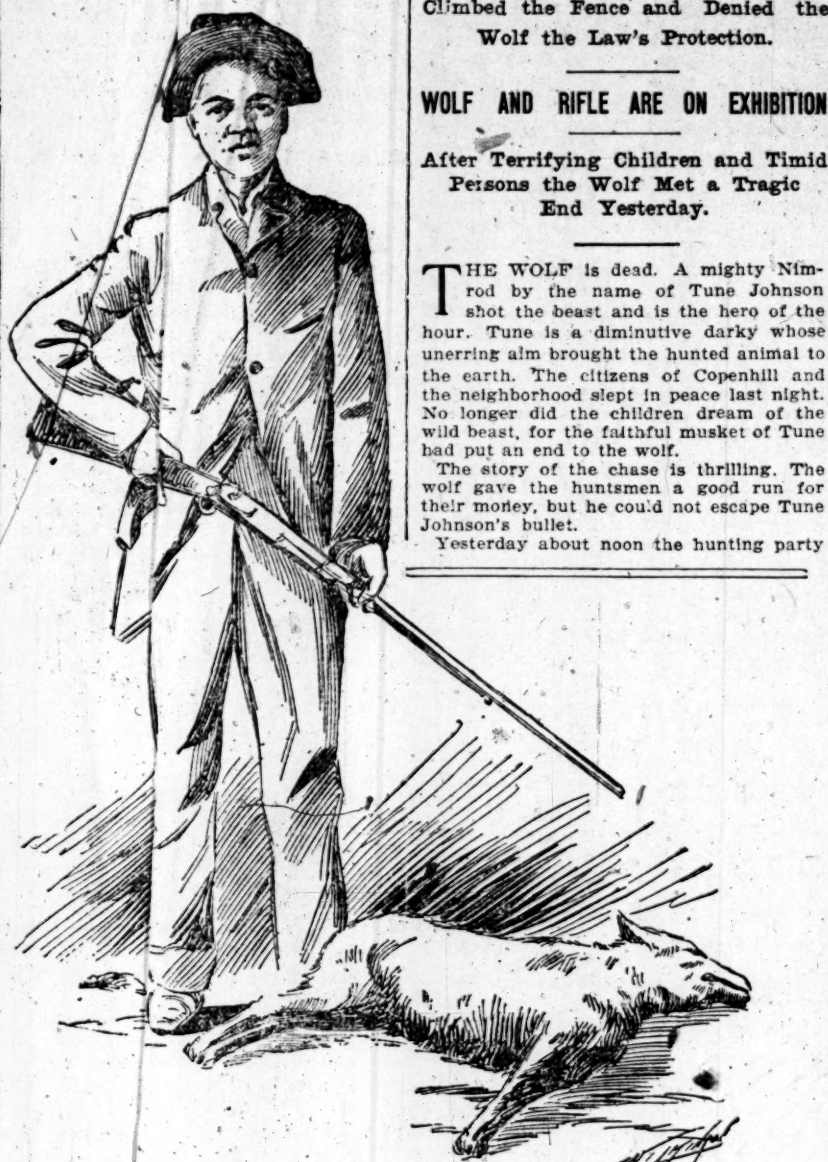 Climbed the Fence and Denied the
Wolf the Law's Protection.
WOLF AND RIFLE ARE ON EXHIBITION
After Terrifying Children and Timid
Persons the Wolf Met a Tragic
End Yesterday.
THE WOLF is dead. A mighty Nim-
rod by the name of Tune Johnson
shot the beast and is the hero of the
hour. Tune is a diminutive darky whose
unerring aim brought the hunted animal to
the earth. The citizens of Copenhill and
the neighborhood slept in peace last night.
No longer did the children dream of the
wild beast, for the faithful musket of Tune
had put an end to the wolf.
The story of the chase is thrilling. The
wolf gave the huntsmen a good run for
their money, but he could not escape Tune
Johnson's bullet.
Yesterday about noon the hunting party